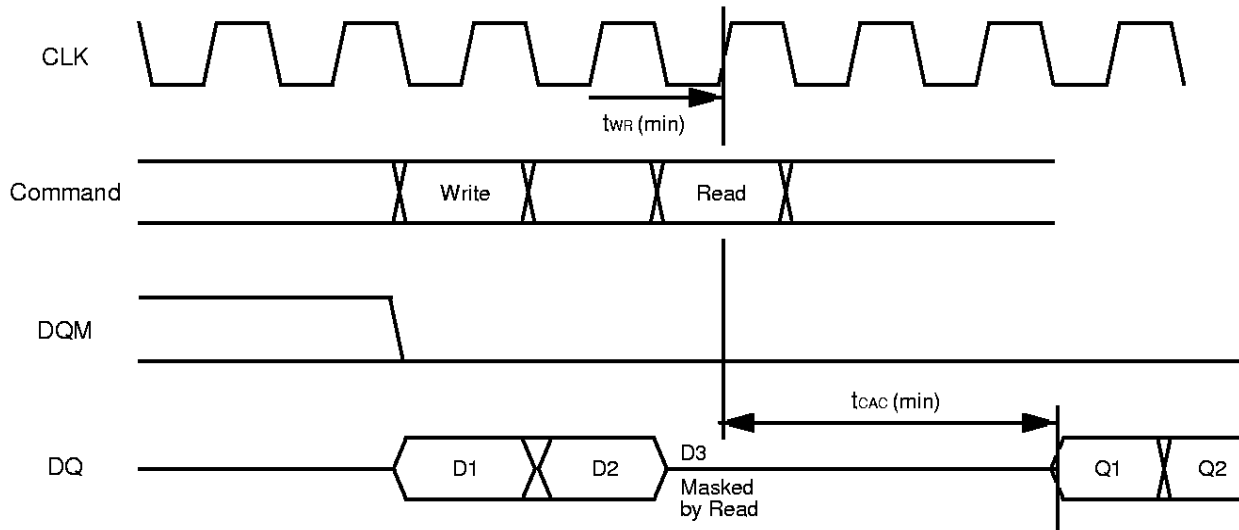 CLK
tWR (min)
Command
Write
Read
DQM
tCAC (min)
DQ
D1
D2
D3
Masked
by Read
Q1
Q2